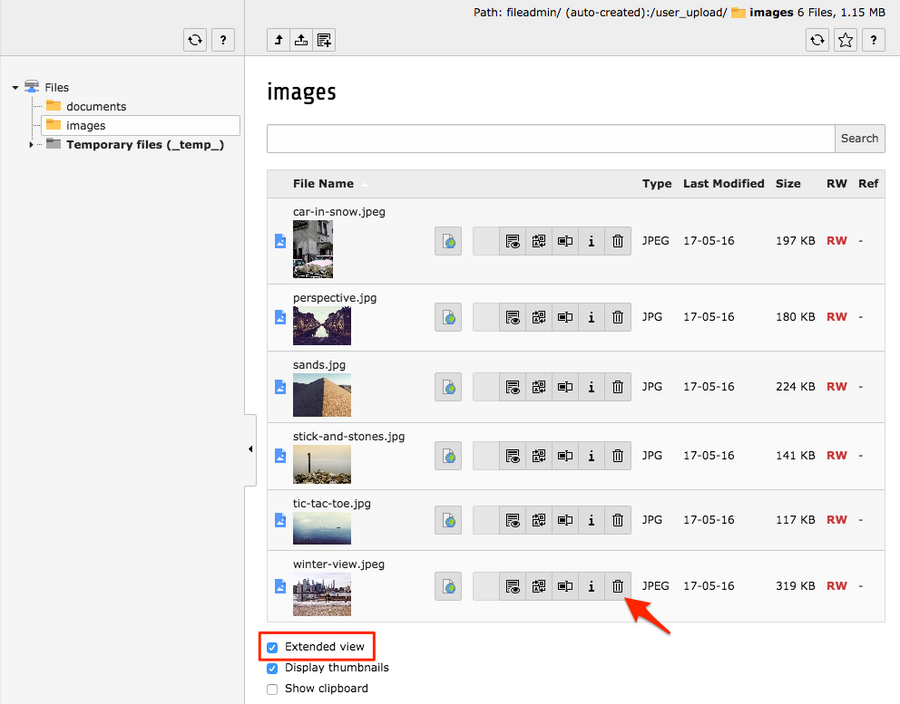 Path: fileadmin/ (auto-created):/user_upload/ images 6 Files, 1.15 MB
?
?
Files
documents
images
Temporary files (_temp_)
images
Search
File Name Type Last Modified Size RW Ref
car-in-snow.jpeg
i JPEG 17-05-16 197 KB RW -
perspective.jpg
i JPG 17-05-16 180 KB RW -
sands.jpg
i JPG 17-05-16 224 KB RW -
stick-and-stones.jpg
i JPG 17-05-16 141 KB RW -
tic-tac-toe.jpg
i JPG 17-05-16 117 KB RW -
winter-view.jpeg
i JPEG 17-05-16 319 KB RW -
Extended view
Display thumbnails
Show clipboard